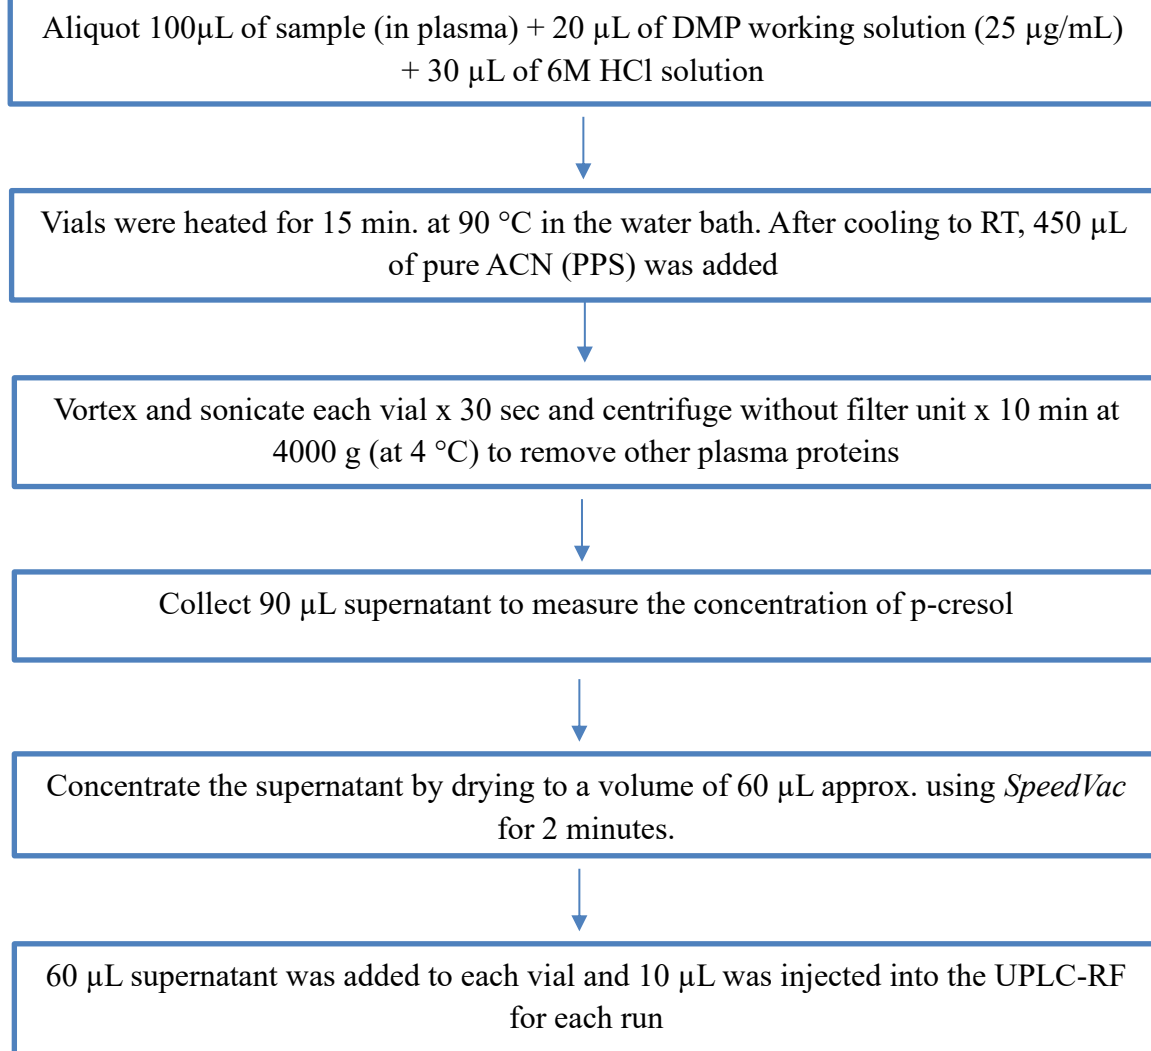 Aliquot 100µL of sample (in plasma) + 20 µL of DMP working solution (25 µg/mL)
+ 30 µL of 6M HCl solution
Vials were heated for 15 min. at 90 °C in the water bath. After cooling to RT, 450 µL
of pure ACN (PPS) was added
Vortex and sonicate each vial x 30 sec and centrifuge without filter unit x 10 min at
4000 g (at 4 °C) to remove other plasma proteins
Collect 90 µL supernatant to measure the concentration of p-cresol
Concentrate the supernatant by drying to a volume of 60 µL approx. using SpeedVac
for 2 minutes.
60 µL supernatant was added to each vial and 10 µL was injected into the UPLC-RF
for each run